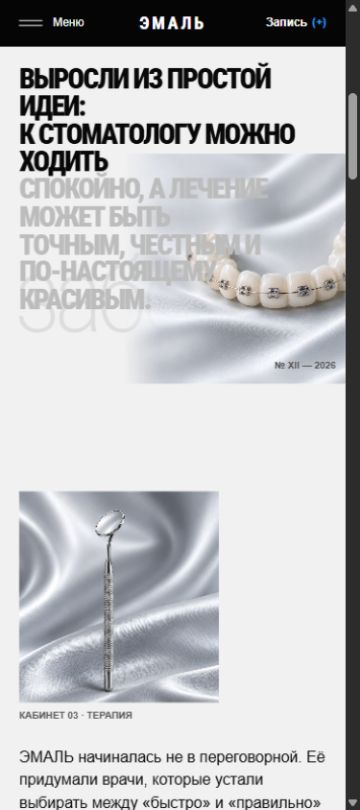 Меню
ЭМАЛЬ
Запись (+)
ВЫРОСЛИ ИЗ ПРОСТОЙ
ИДЕИ:
К СТОМАТОЛОГУ МОЖНО
ХОДИТЬ
СПОКОЙНО, А ЛЕЧЕНИЕ
МОЖЕТ БЫТЬ
ТОЧНЫМ, ЧЕСТНЫМ И
ПО-НАСТОЯЩЕМУ
КРАСИВЫМ.
№ XII — 2026
КАБИНЕТ 03 · ТЕРАПИЯ
ЭМАЛЬ начиналась не в переговорной. Её
придумали врачи, которые устали
выбирать между «быстро» и «правильно»